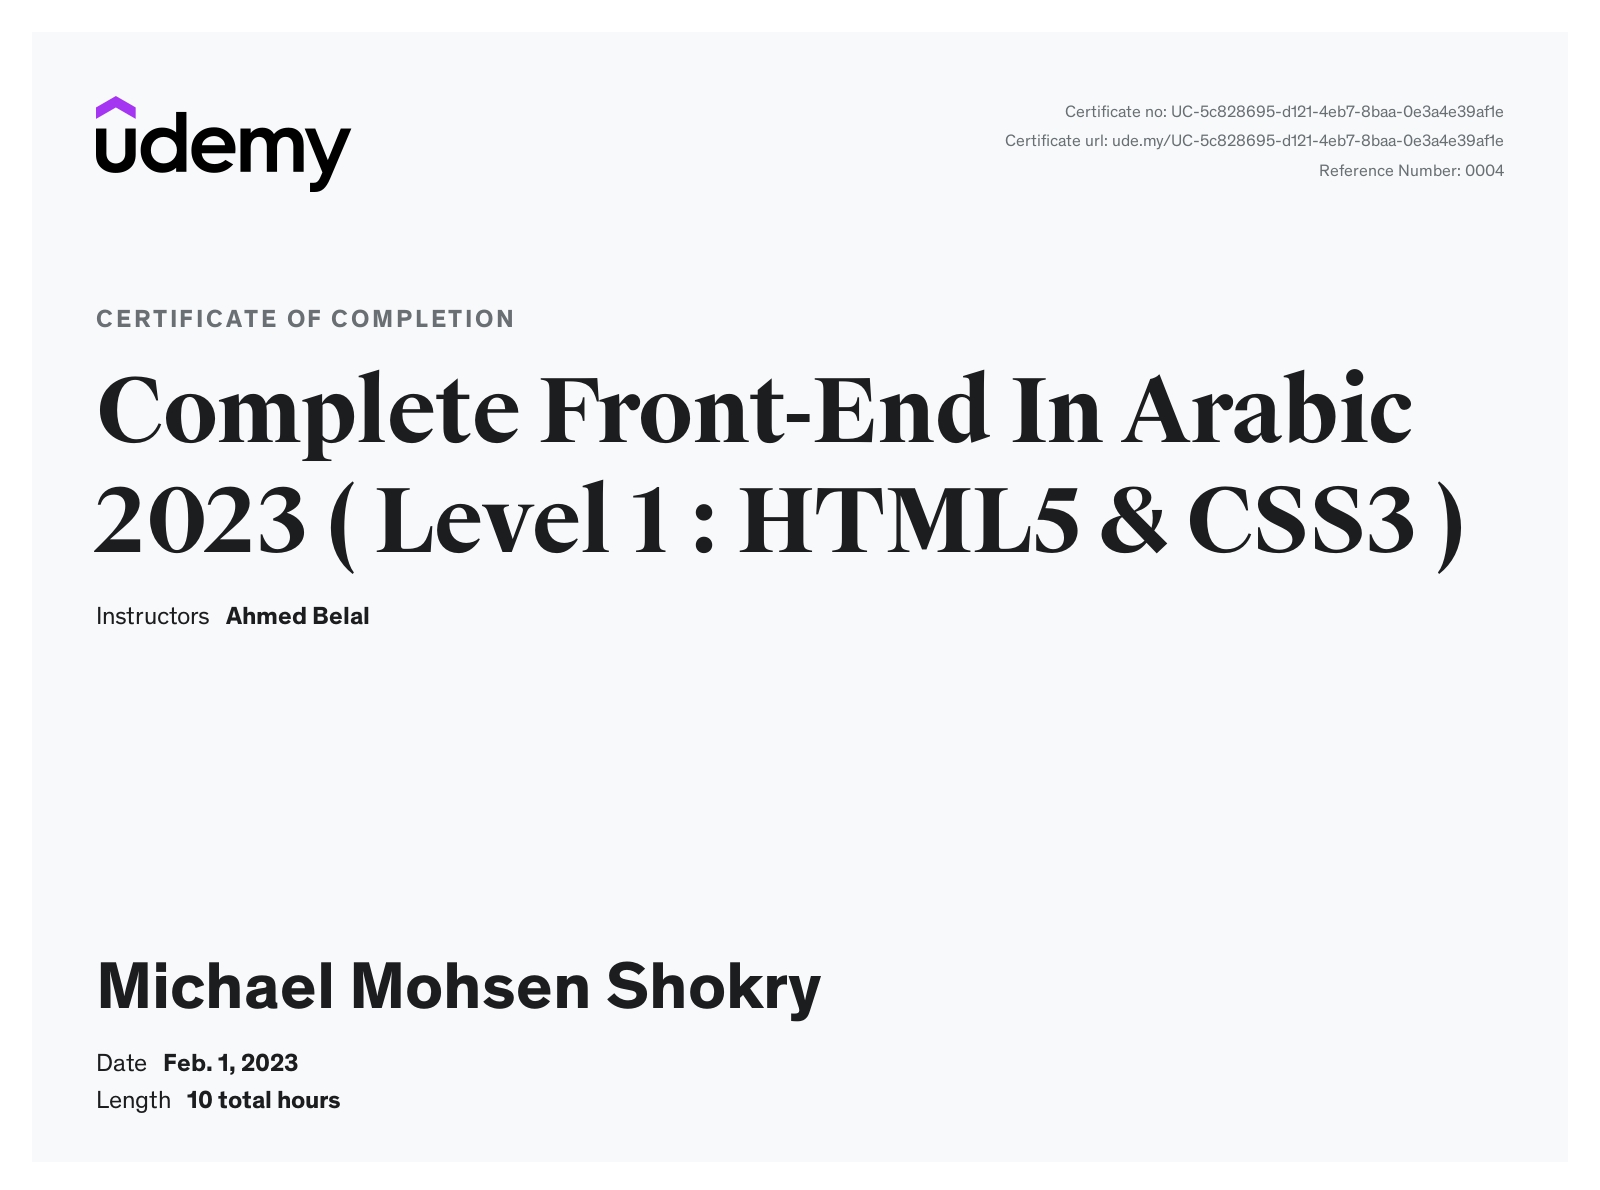 udemy
Certificate no: UC-5c828695-d121-4eb7-8baa-0e3a4e39af1e
Certificate url: ude.my/UC-5c828695-d121-4eb7-8baa-0e3a4e39af1e
Reference Number: 0004
CERTIFICATE OF COMPLETION
Complete Front-End In Arabic
2023 ( Level 1 : HTML5 & CSS3 )
Instructors Ahmed Belal
Michael Mohsen Shokry
Date Feb. 1, 2023
Length 10 total hours